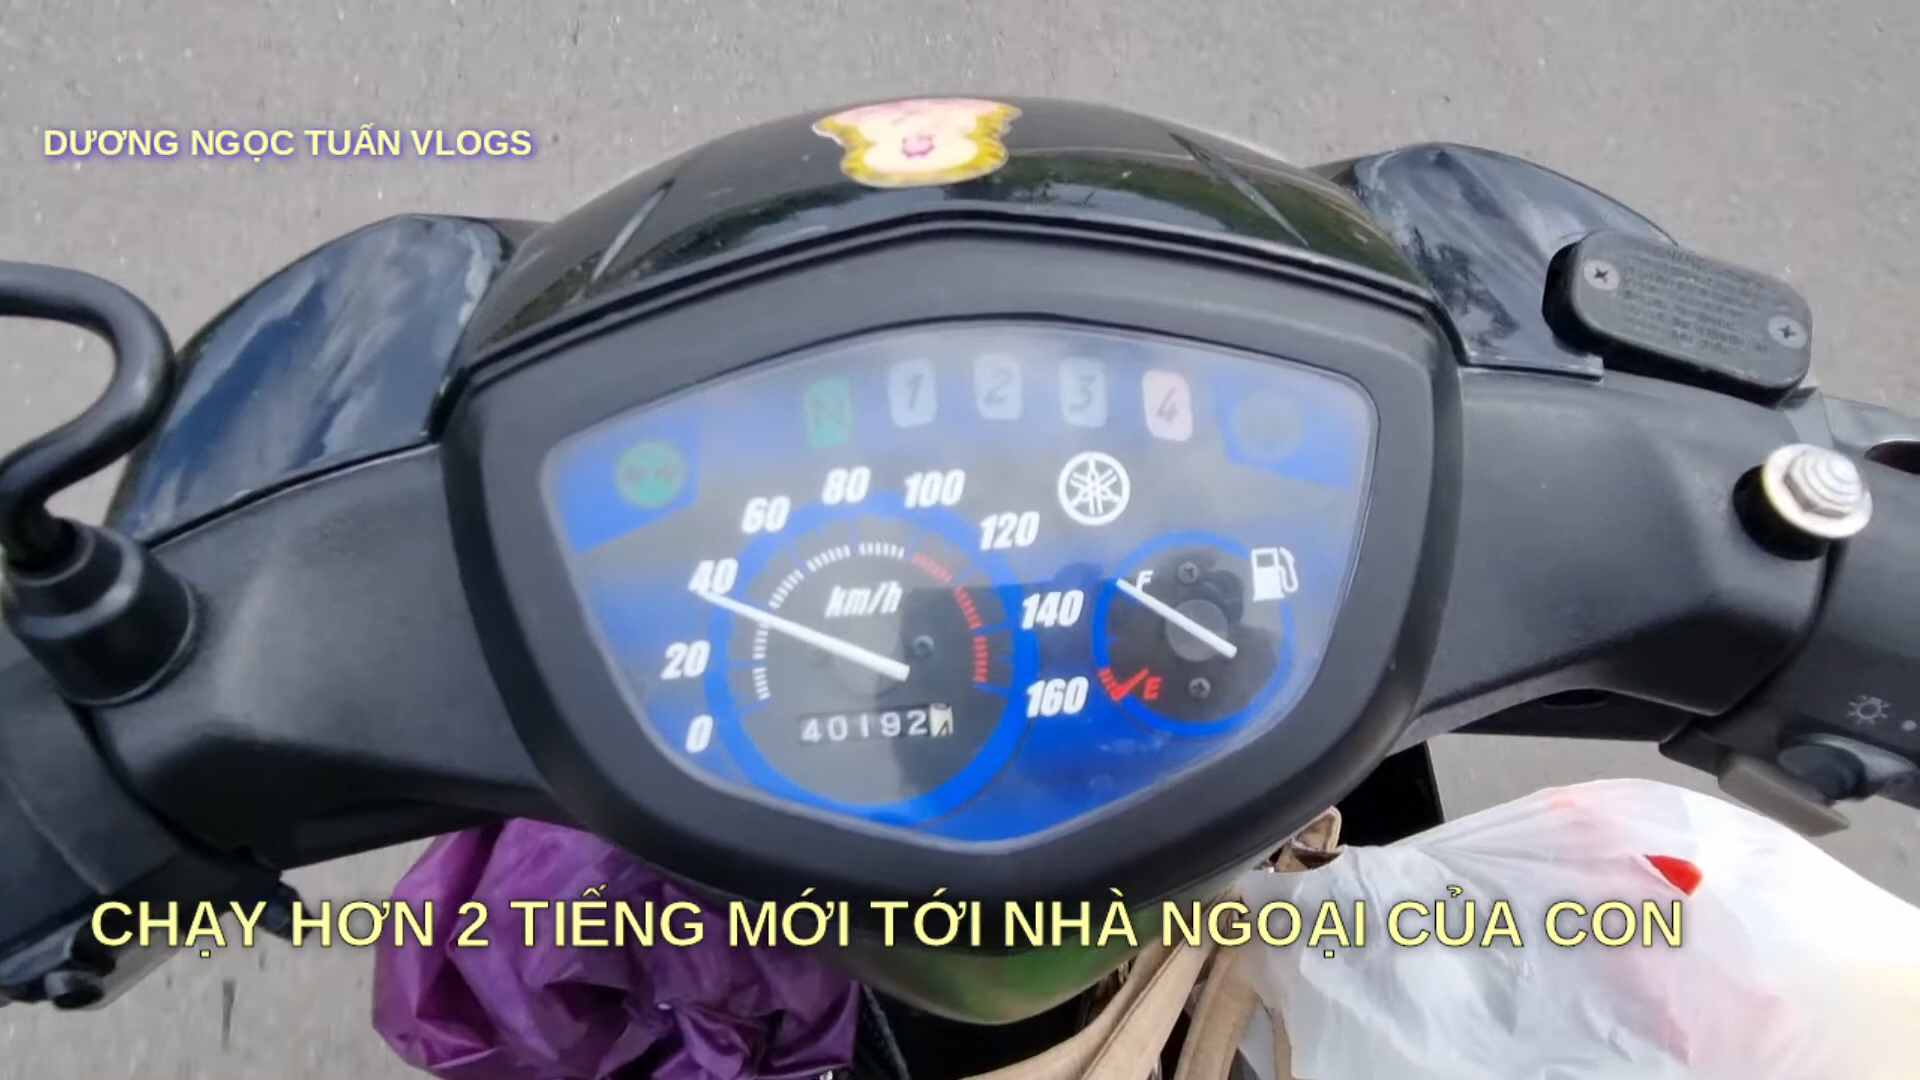 DƯƠNG NGỌC TUẤN VLOGS
N 1 2 3 4
80 100
60 120
40
km/h
F
140
20
160
E
40192
0
CHẠY HƠN 2 TIẾNG MỚI TỚI NHÀ NGOẠI CỦA CON